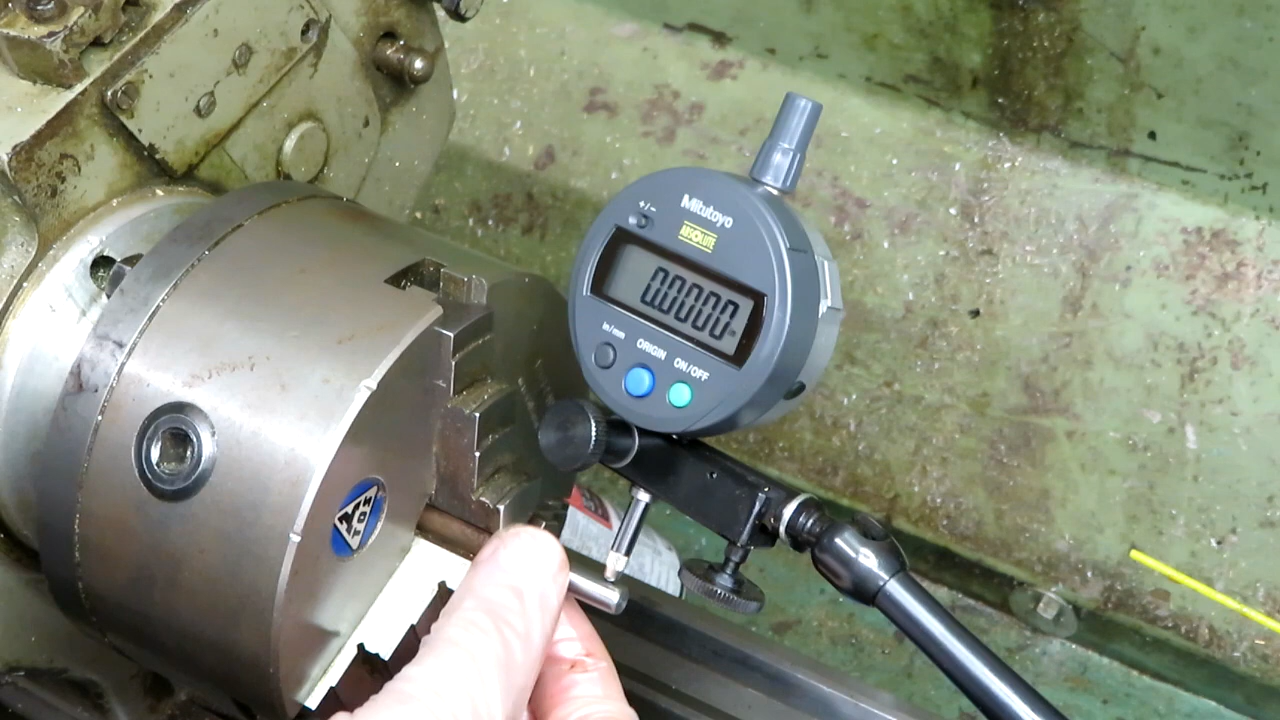 +/-
Mitutoyo
ABSOLUTE
0.0000
in/mm
ORIGIN
ON/OFF